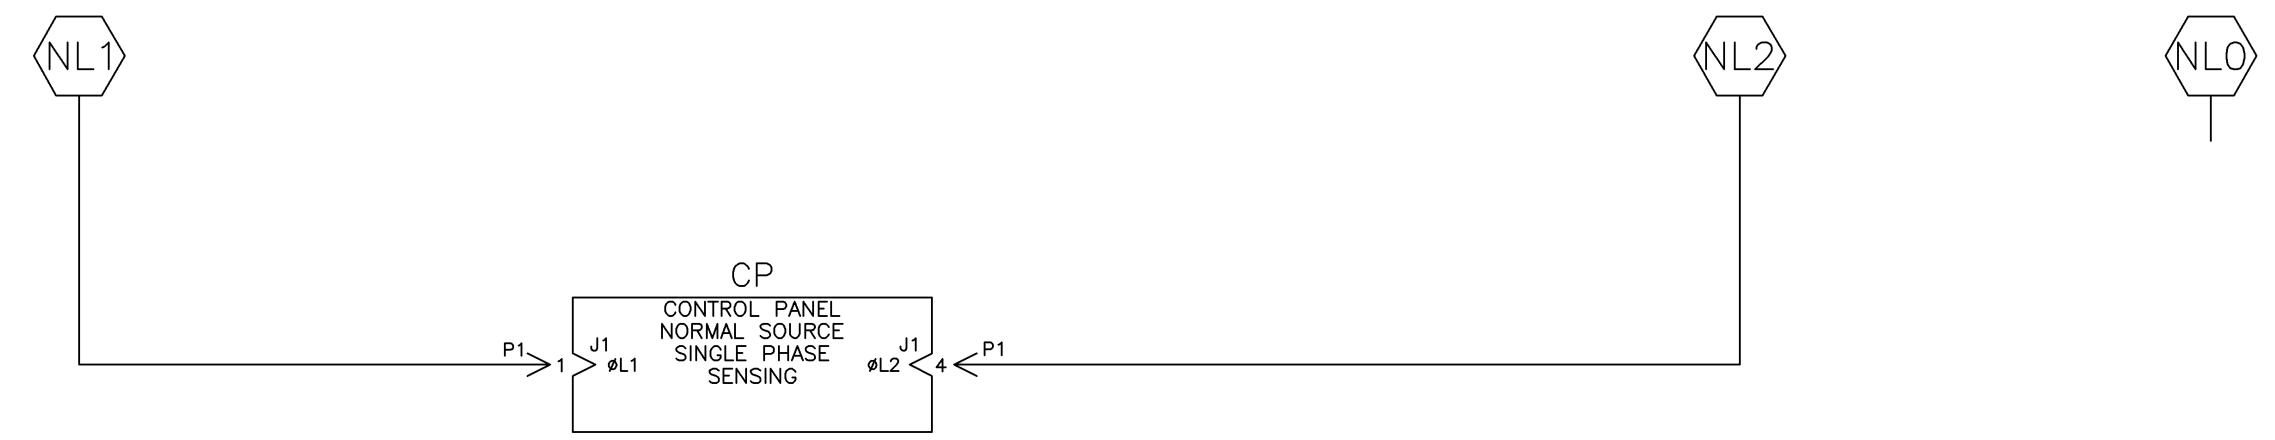 NL1
NL2
NL0
CP
CONTROL PANEL
NORMAL SOURCE
SINGLE PHASE
SENSING
P1
1
J1
øL1
J1
øL2
4
P1